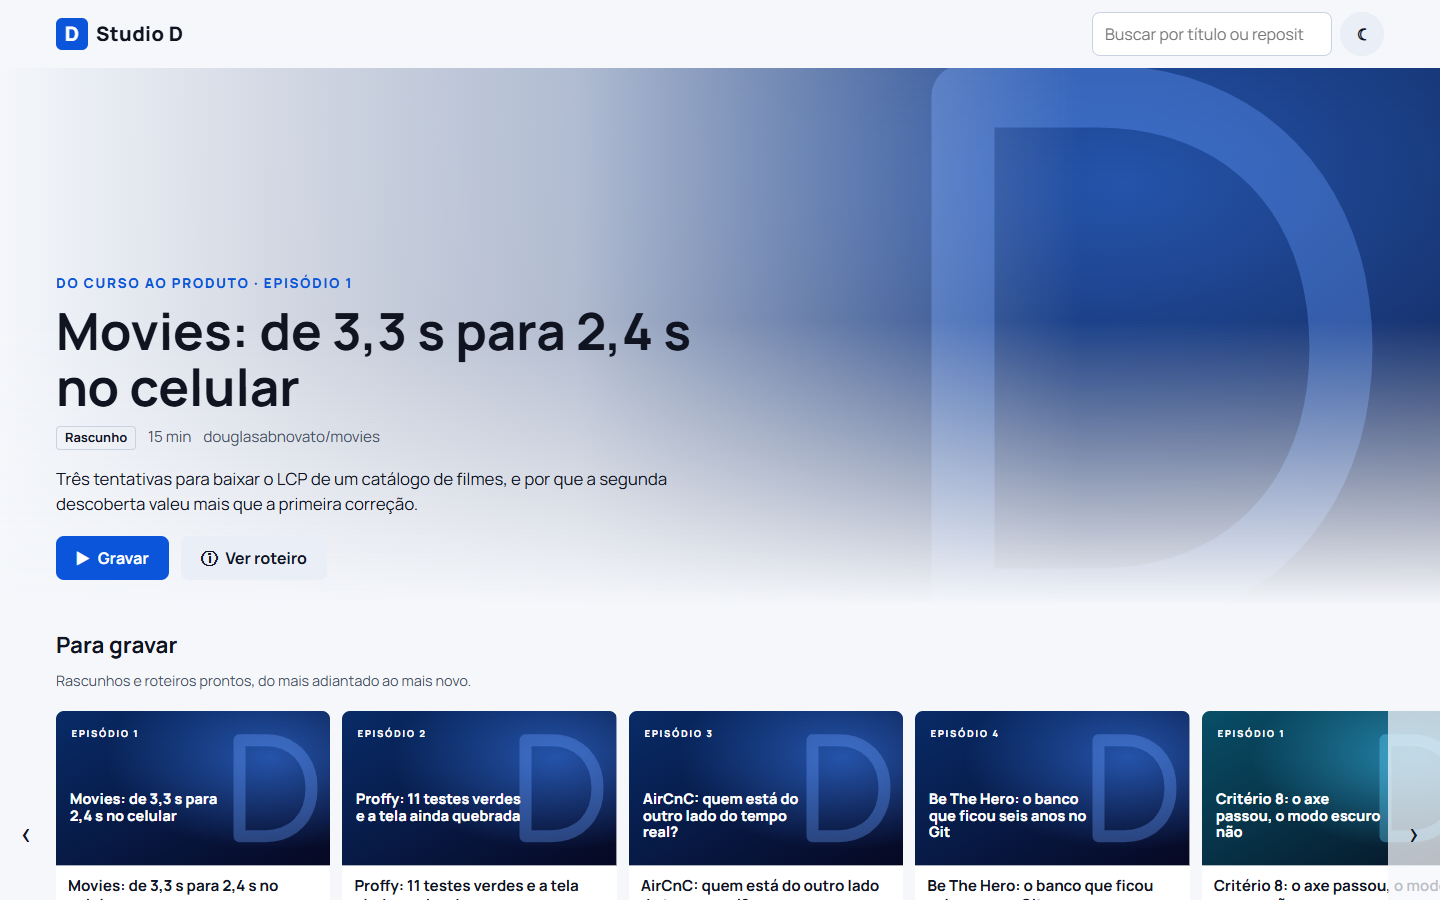 D Studio D
Buscar por título ou reposit
DO CURSO AO PRODUTO · EPISÓDIO 1
Movies: de 3,3 s para 2,4 s
no celular
Rascunho 15 min douglasabnovato/movies
Três tentativas para baixar o LCP de um catálogo de filmes, e por que a segunda
descoberta valeu mais que a primeira correção.
Gravar
Ver roteiro
Para gravar
Rascunhos e roteiros prontos, do mais adiantado ao mais novo.
EPISÓDIO 1
Movies: de 3,3 s para
2,4 s no celular
Movies: de 3,3 s para 2,4 s no
EPISÓDIO 2
Proffy: 11 testes verdes
e a tela ainda quebrada
Proffy: 11 testes verdes e a tela
EPISÓDIO 3
AirCnC: quem está do
outro lado do tempo
real?
AirCnC: quem está do outro lado
EPISÓDIO 4
Be The Hero: o banco
que ficou seis anos no
Git
Be The Hero: o banco que ficou
EPISÓDIO 1
Critério 8: o axe
passou, o modo escuro
não
Critério 8: o axe passou, o mod